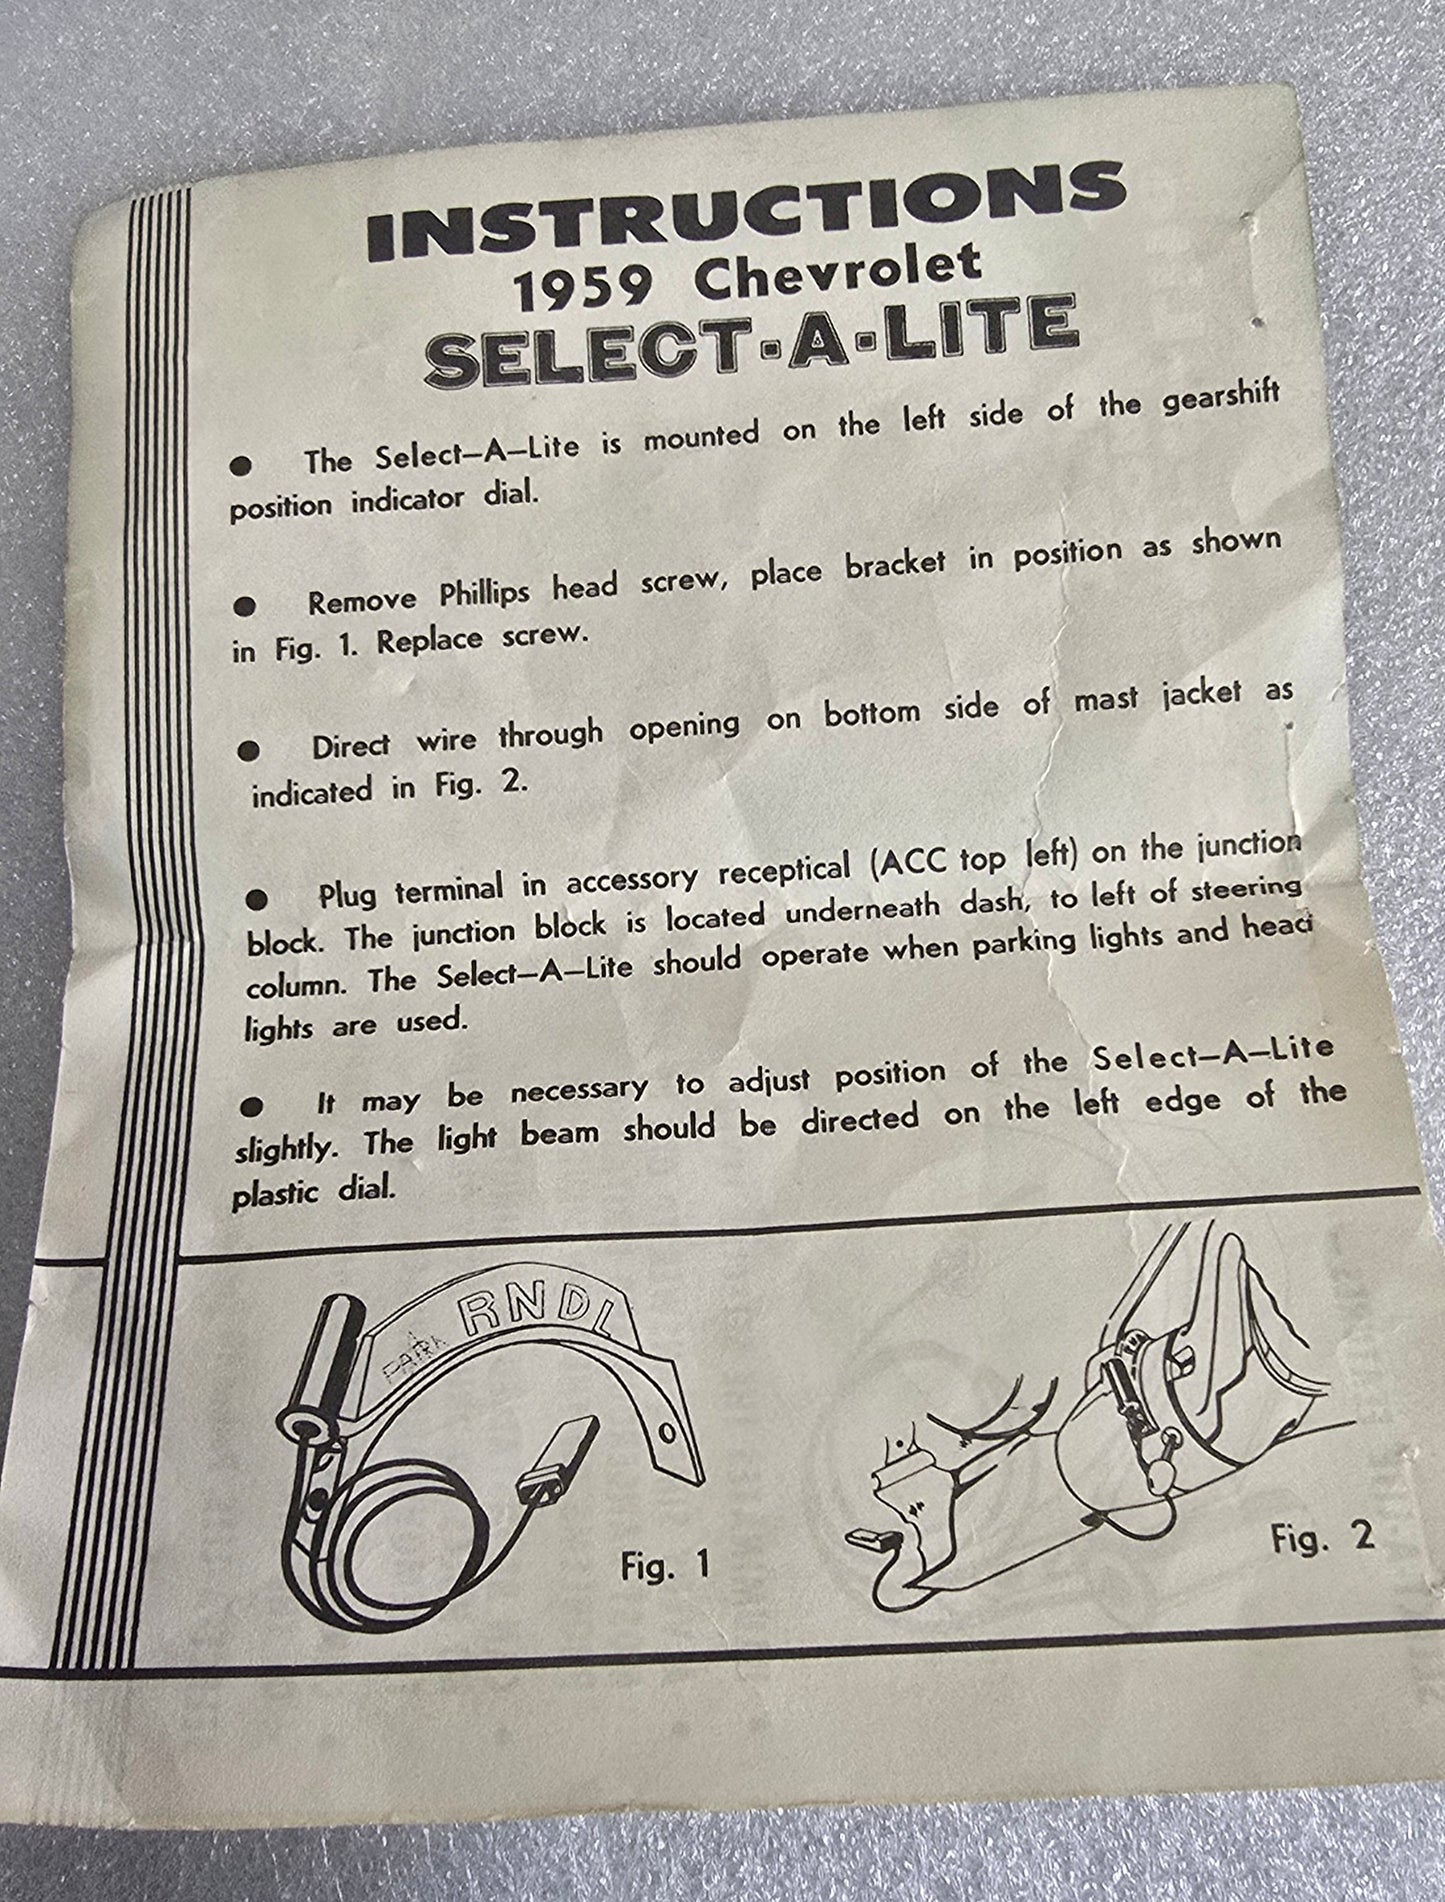 INSTRUCTIONS
1959 Chevrolet
SELECT-A-LITE
● The Select-A-Lite is mounted on the left side of the gearshift
position indicator dial.
● Remove Phillips head screw, place bracket in position as shown
in Fig. 1. Replace screw.
● Direct wire through opening on bottom side of mast jacket as
indicated in Fig. 2.
● Plug terminal in accessory receptical (ACC top left) on the junction
block. The junction block is located underneath dash, to left of steering
column. The Select-A-Lite should operate when parking lights and head
lights are used.
● It may be necessary to adjust position of the Select-A-Lite
slightly. The light beam should be directed on the left edge of the
plastic dial.
PARK RNDL
Fig. 1
Fig. 2